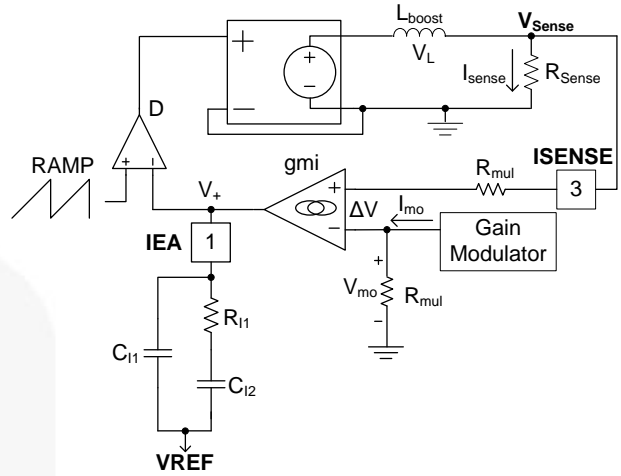 L_boost
V_Sense
+
+
V_L
I_sense
R_Sense
−
−
D
RAMP
+
−
gmi
R_mul
ISENSE
3
V_+
+
ΔV
I_mo
−
Gain
Modulator
IEA
1
+
V_mo
R_mul
−
R_I1
C_I1
C_I2
VREF